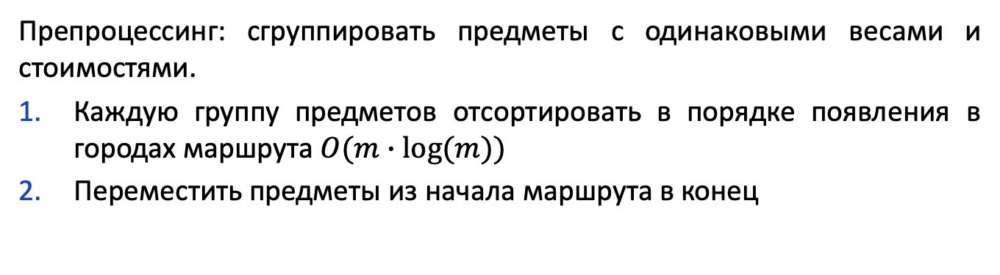 Препроцессинг: сгруппировать предметы с одинаковыми весами и
стоимостями.
1. Каждую группу предметов отсортировать в порядке появления в
городах маршрута O(m · log(m))
2. Переместить предметы из начала маршрута в конец